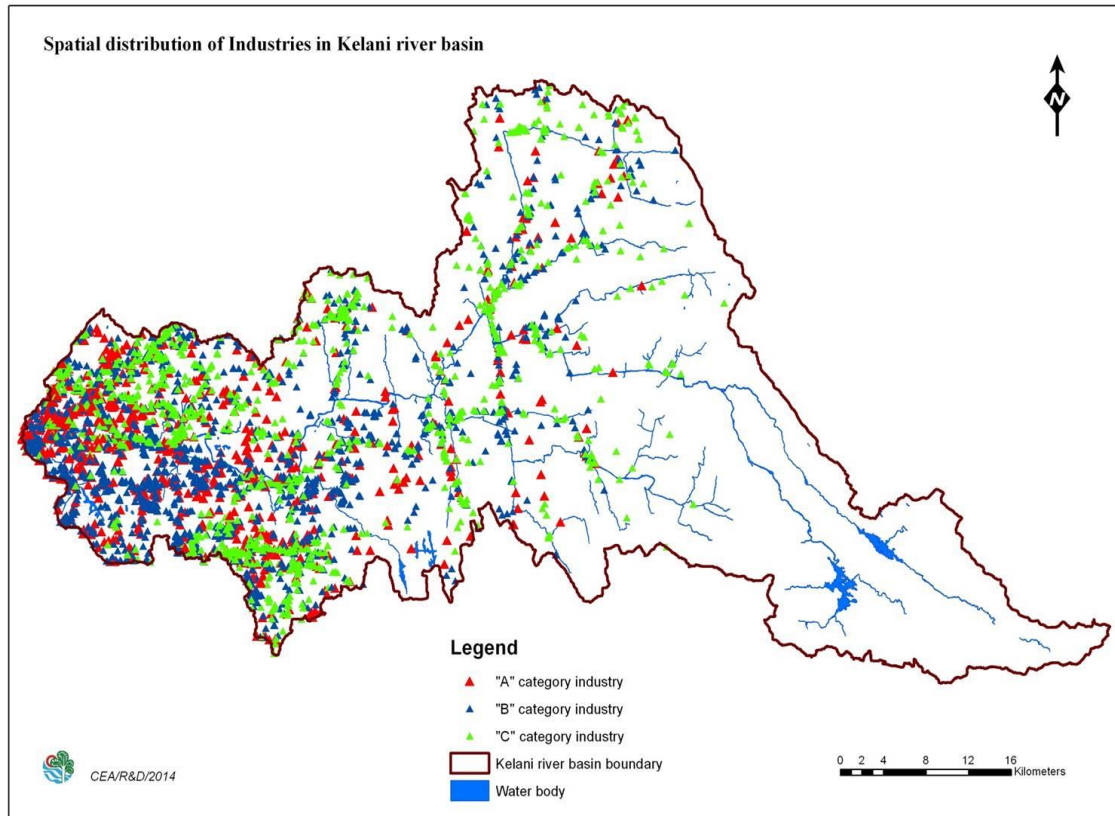 Spatial distribution of Industries in Kelani river basin
N
Legend
"A" category industry
"B" category industry
"C" category industry
Kelani river basin boundary
Water body
CEA/R&D/2014
0 2 4 8 12 16
Kilometers